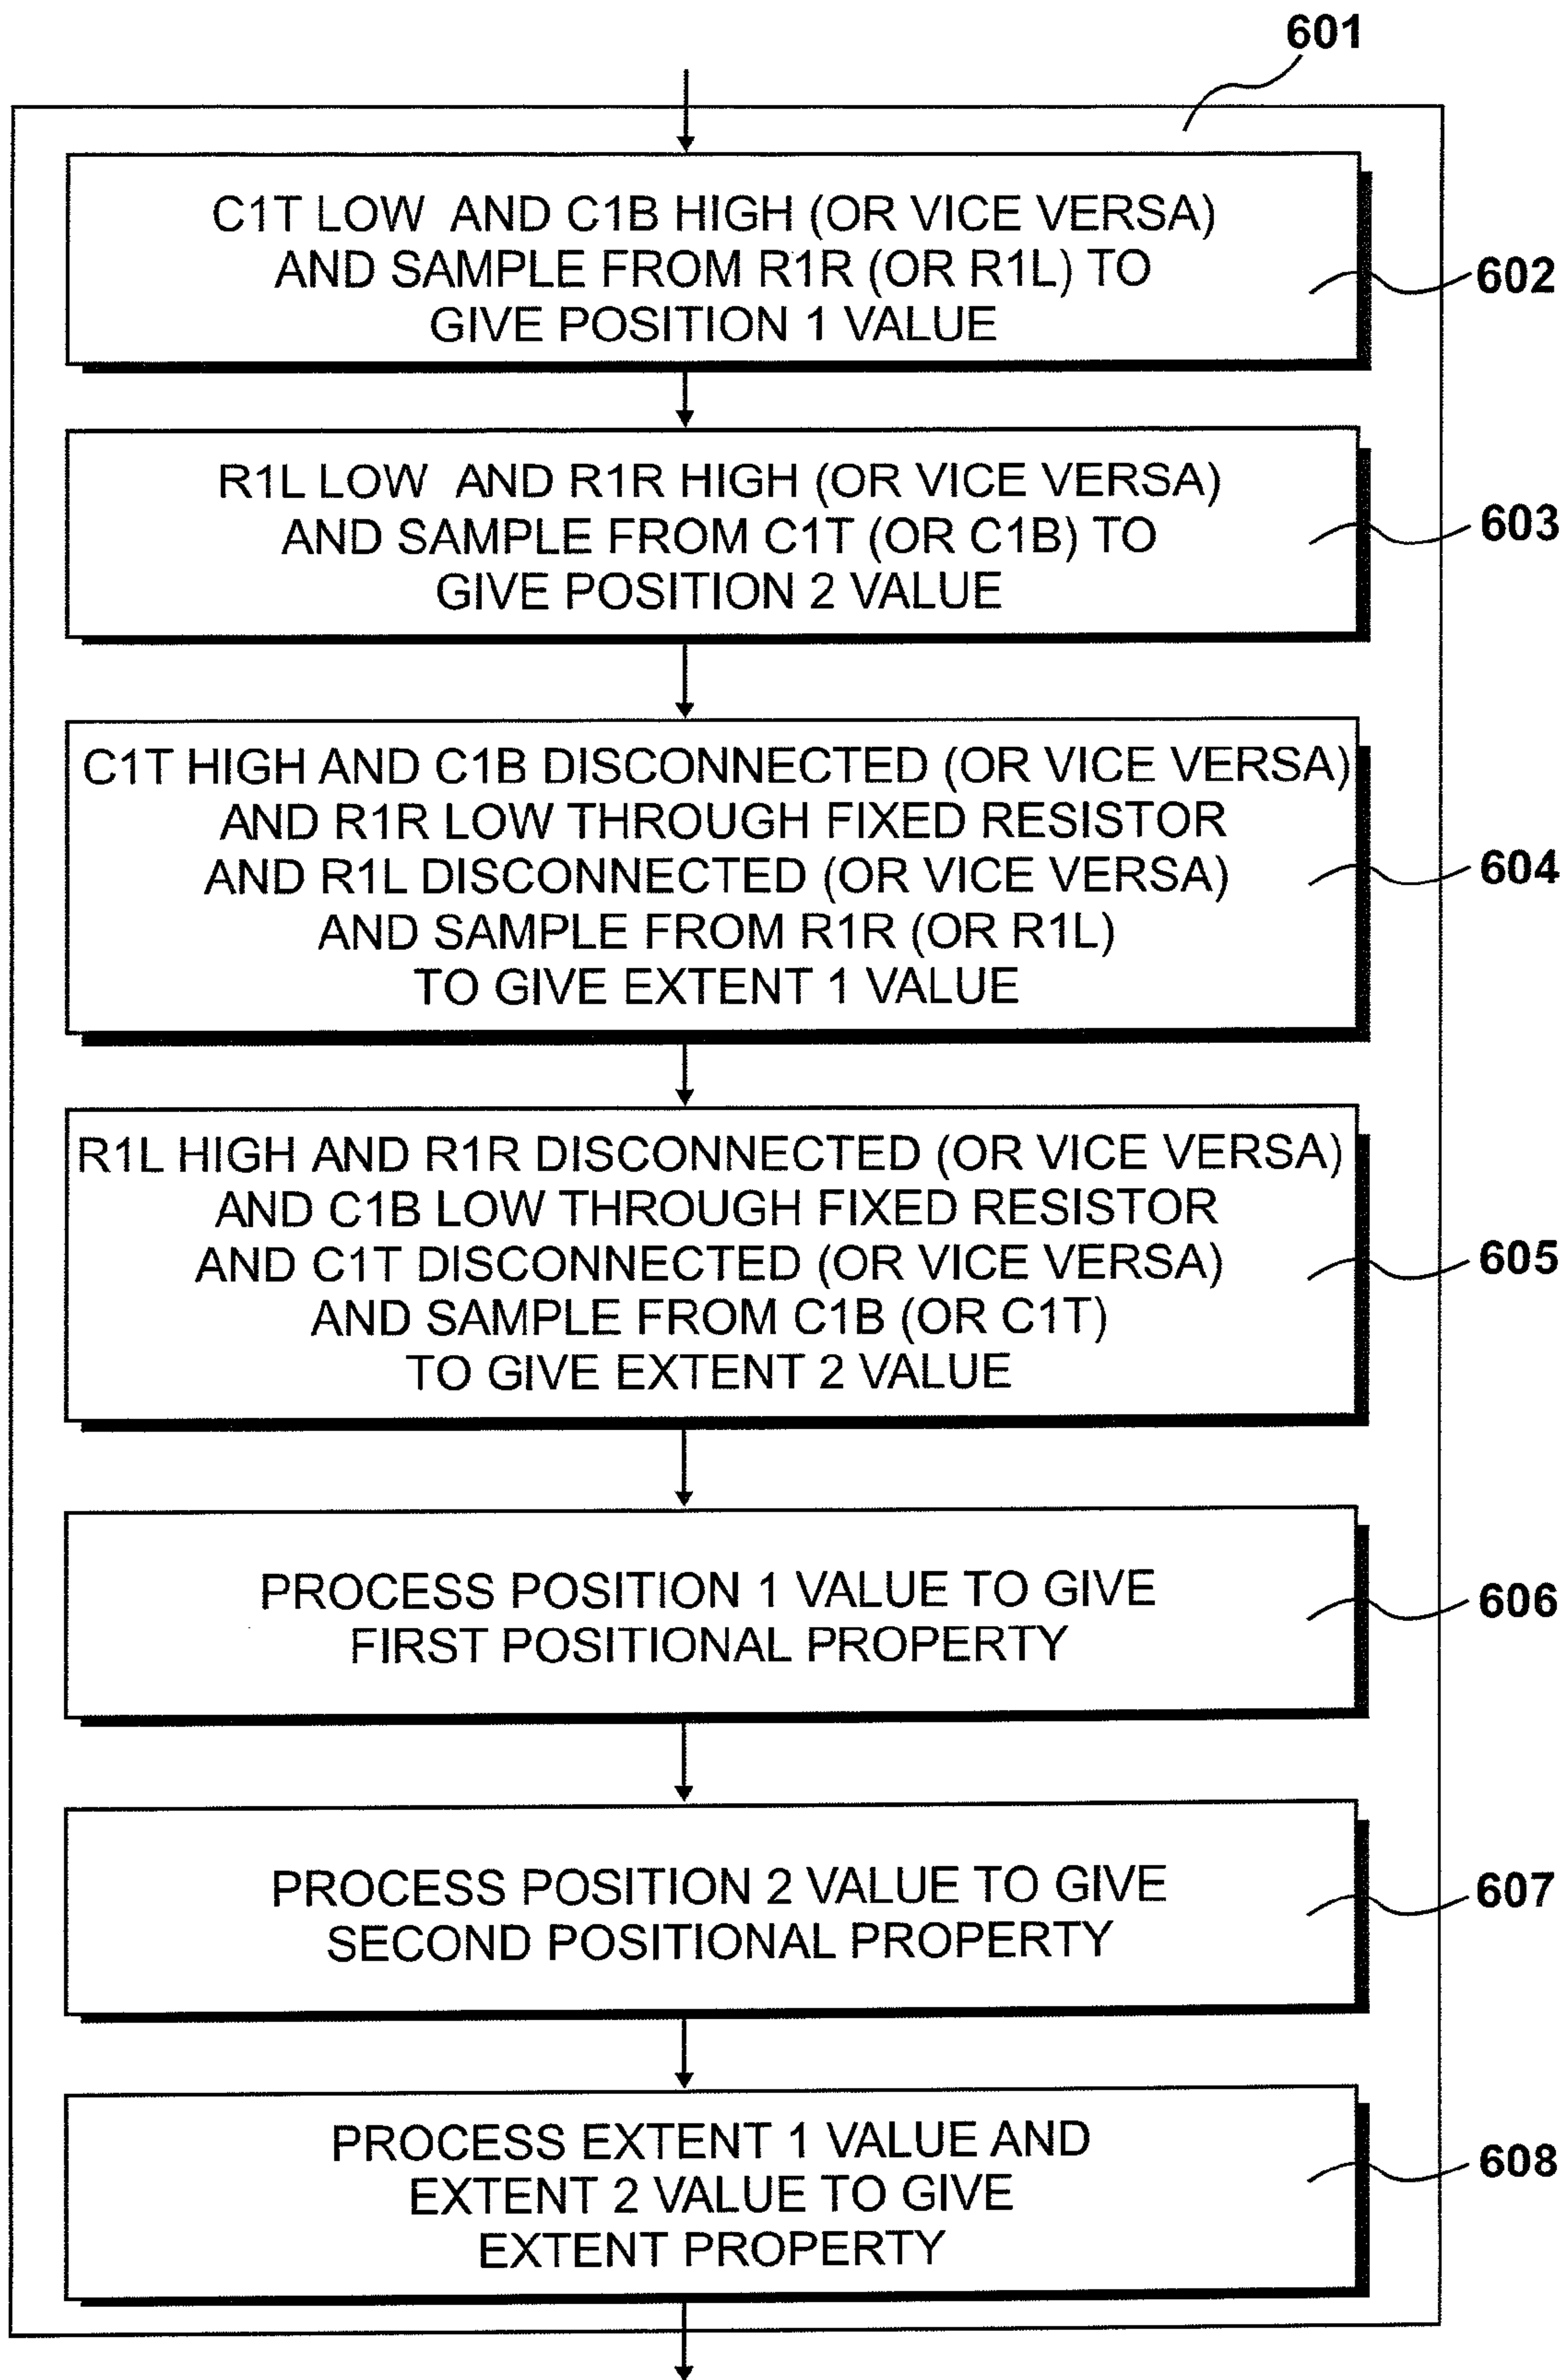 601
C1T LOW AND C1B HIGH (OR VICE VERSA)
AND SAMPLE FROM R1R (OR R1L) TO
GIVE POSITION 1 VALUE
602
R1L LOW AND R1R HIGH (OR VICE VERSA)
AND SAMPLE FROM C1T (OR C1B) TO
GIVE POSITION 2 VALUE
603
C1T HIGH AND C1B DISCONNECTED (OR VICE VERSA)
AND R1R LOW THROUGH FIXED RESISTOR
AND R1L DISCONNECTED (OR VICE VERSA)
AND SAMPLE FROM R1R (OR R1L)
TO GIVE EXTENT 1 VALUE
604
R1L HIGH AND R1R DISCONNECTED (OR VICE VERSA)
AND C1B LOW THROUGH FIXED RESISTOR
AND C1T DISCONNECTED (OR VICE VERSA)
AND SAMPLE FROM C1B (OR C1T)
TO GIVE EXTENT 2 VALUE
605
PROCESS POSITION 1 VALUE TO GIVE
FIRST POSITIONAL PROPERTY
606
PROCESS POSITION 2 VALUE TO GIVE
SECOND POSITIONAL PROPERTY
607
PROCESS EXTENT 1 VALUE AND
EXTENT 2 VALUE TO GIVE
EXTENT PROPERTY
608